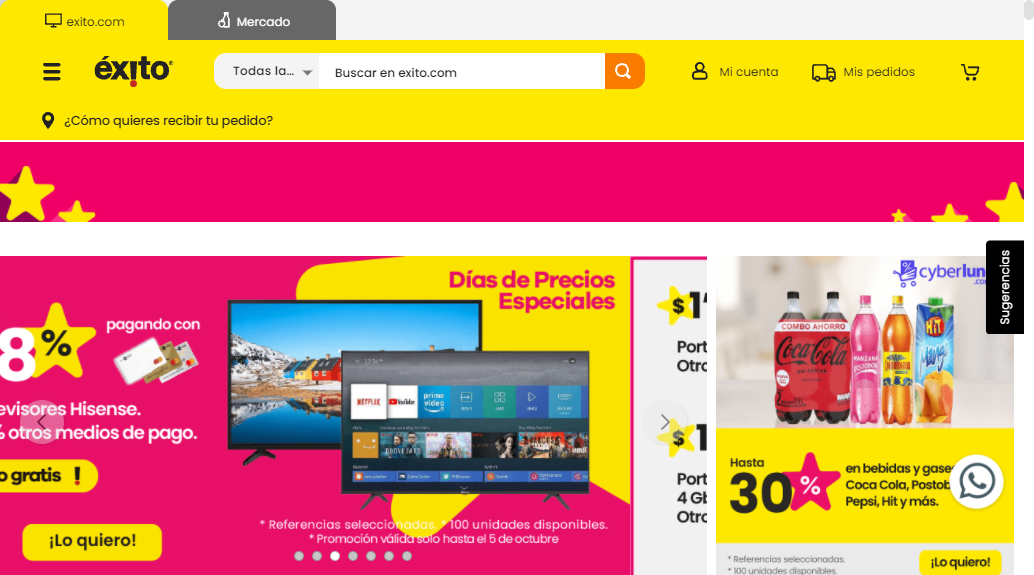 exito.com
Mercado
éxito
Todas la...
Buscar en exito.com
Mi cuenta
Mis pedidos
¿Cómo quieres recibir tu pedido?
Sugerencias
8%
pagando con
evisores Hisense.
% otros medios de pago.
o gratis !
¡Lo quiero!
Días de Precios
Especiales
NETFLIX
YouTube
prime video
NARCOS
* Referencias seleccionadas. * 100 unidades disponibles.
* Promoción válida solo hasta el 5 de octubre
$1
Port
Otro
$1
Port
4 Gb
Otro
cyberlun
.co
COMBO AHORRO
Coca-Cola
MANZANA
POSTOBON
HIT
Mango
Hasta
30%
en bebidas y gase
Coca Cola, Postob
Pepsi, Hit y más.
* Referencias seleccionadas.
* 100 unidades disponibles.
¡Lo quiero!